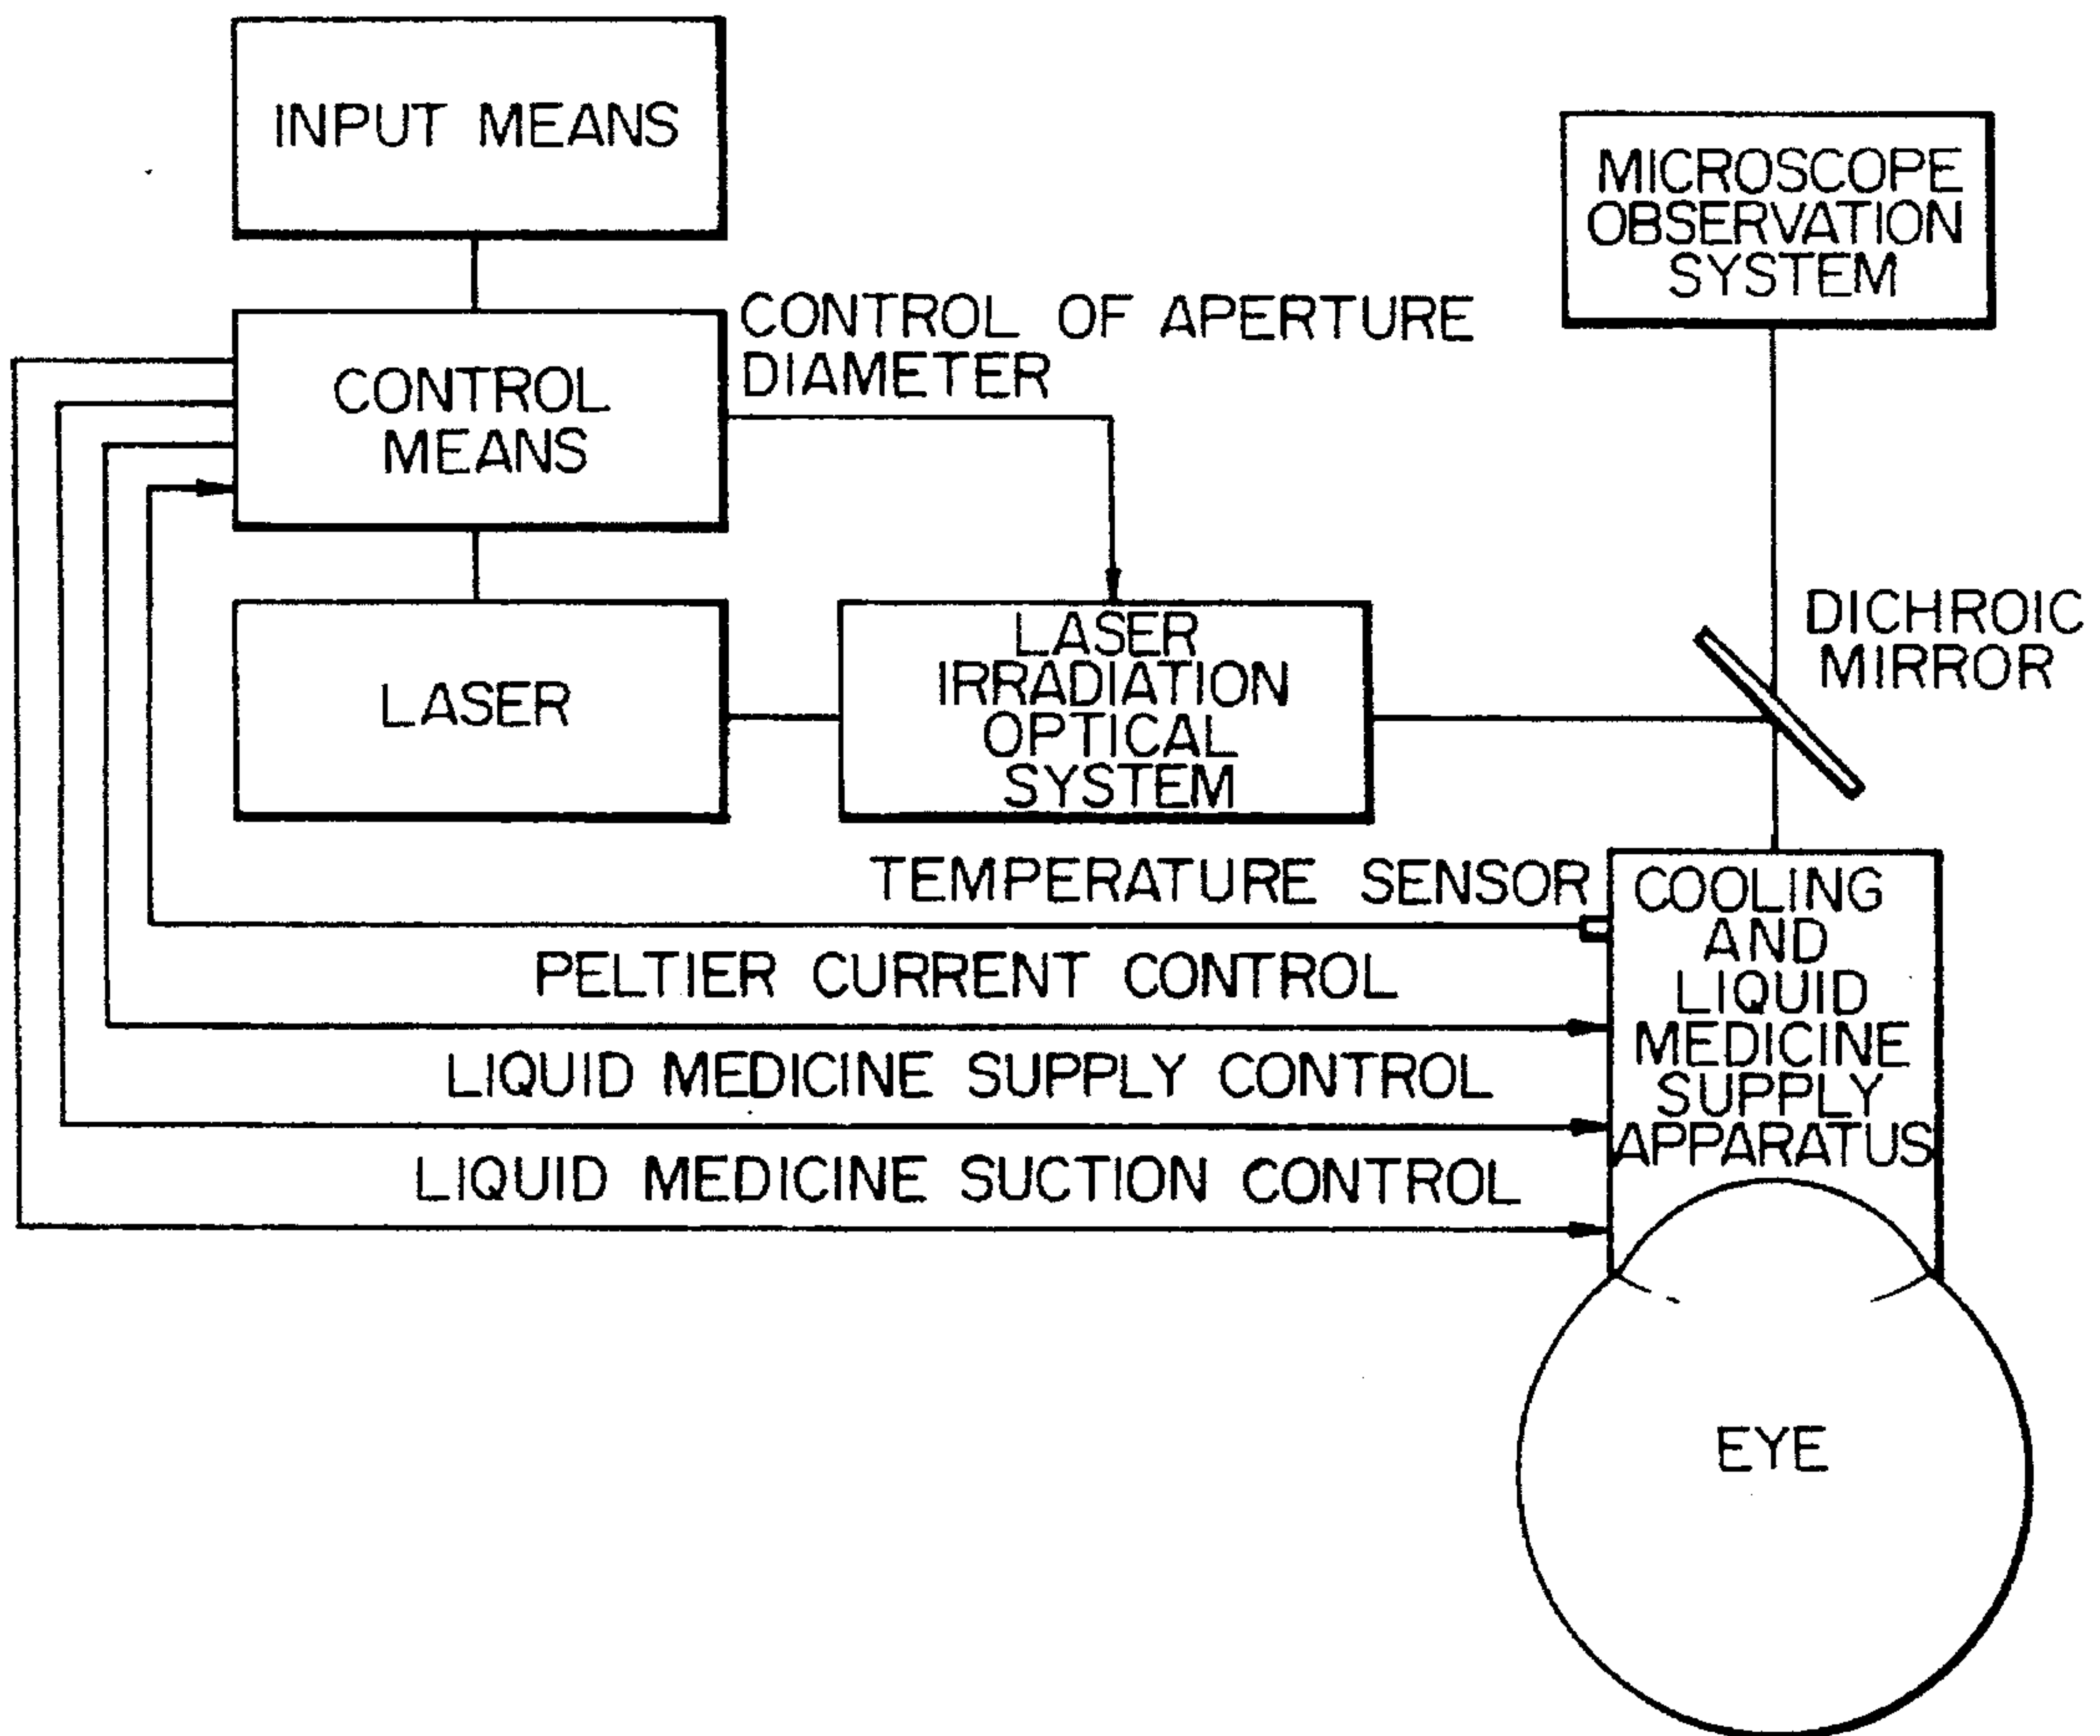 INPUT MEANS
MICROSCOPE
OBSERVATION
SYSTEM
CONTROL OF APERTURE
DIAMETER
CONTROL
MEANS
DICHROIC
MIRROR
LASER
LASER
IRRADIATION
OPTICAL
SYSTEM
TEMPERATURE SENSOR
COOLING
AND
LIQUID
MEDICINE
SUPPLY
APPARATUS
PELTIER CURRENT CONTROL
LIQUID MEDICINE SUPPLY CONTROL
LIQUID MEDICINE SUCTION CONTROL
EYE